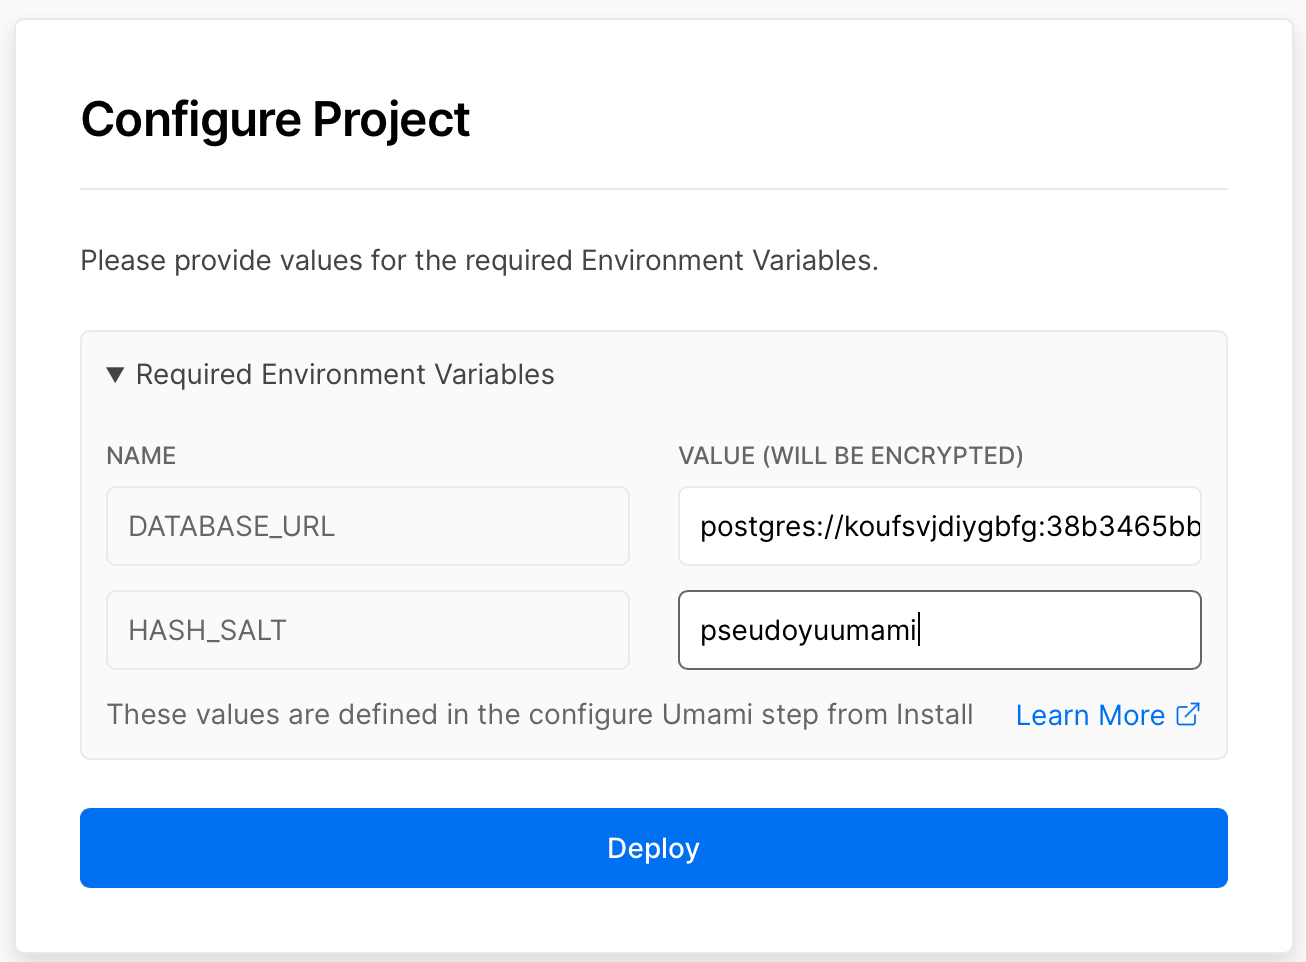 Configure Project
Please provide values for the required Environment Variables.
▼ Required Environment Variables
NAME
VALUE (WILL BE ENCRYPTED)
DATABASE_URL
postgres://koufsvjdiygbfg:38b3465bb
HASH_SALT
pseudoyuumami
These values are defined in the configure Umami step from Install
Learn More
Deploy